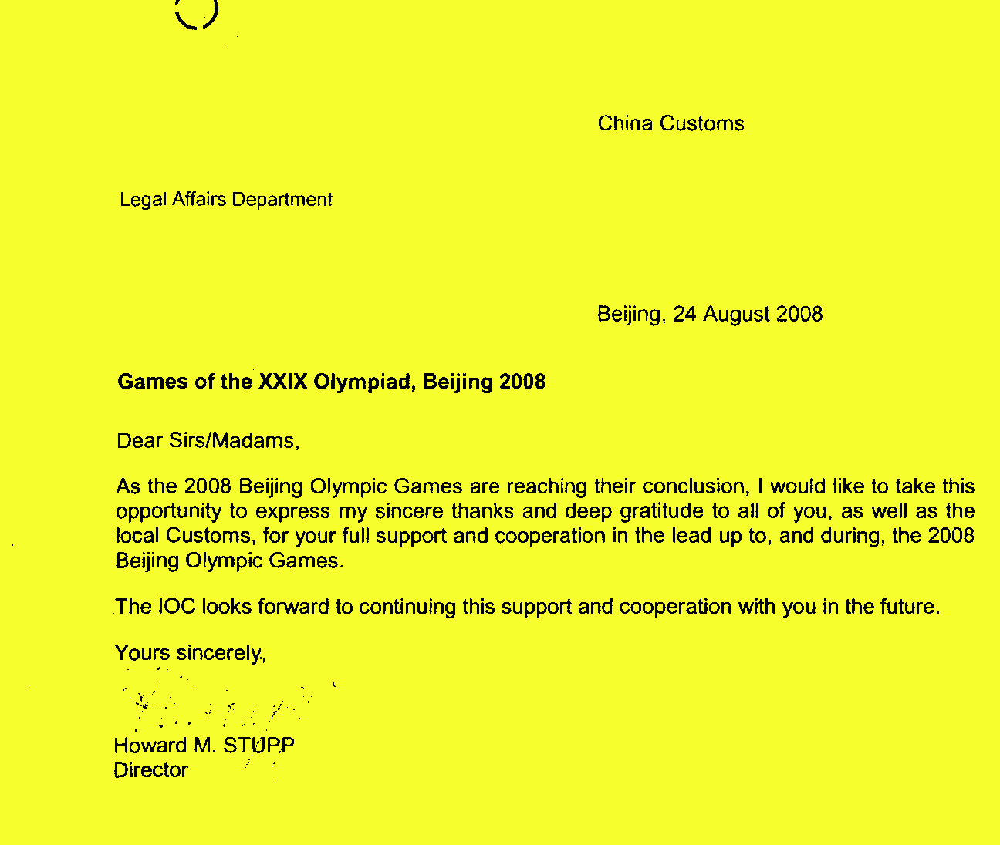 China Customs
Legal Affairs Department
Beijing, 24 August 2008
Games of the XXIX Olympiad, Beijing 2008
Dear Sirs/Madams,
As the 2008 Beijing Olympic Games are reaching their conclusion, I would like to take this
opportunity to express my sincere thanks and deep gratitude to all of you, as well as the
local Customs, for your full support and cooperation in the lead up to, and during, the 2008
Beijing Olympic Games.
The IOC looks forward to continuing this support and cooperation with you in the future.
Yours sincerely,
Howard M. STUPP
Director